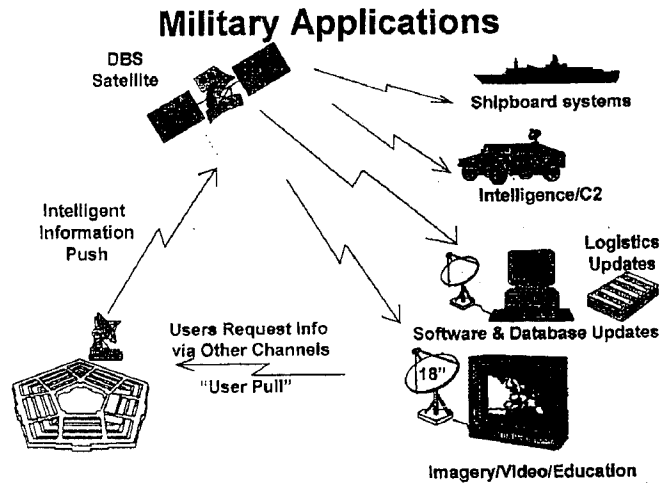 Military Applications
DBS
Satellite
Shipboard systems
Intelligence/C2
Intelligent
Information
Push
Logistics
Updates
Software & Database Updates
Users Request Info
via Other Channels
"User Pull"
18"
Imagery/Video/Education